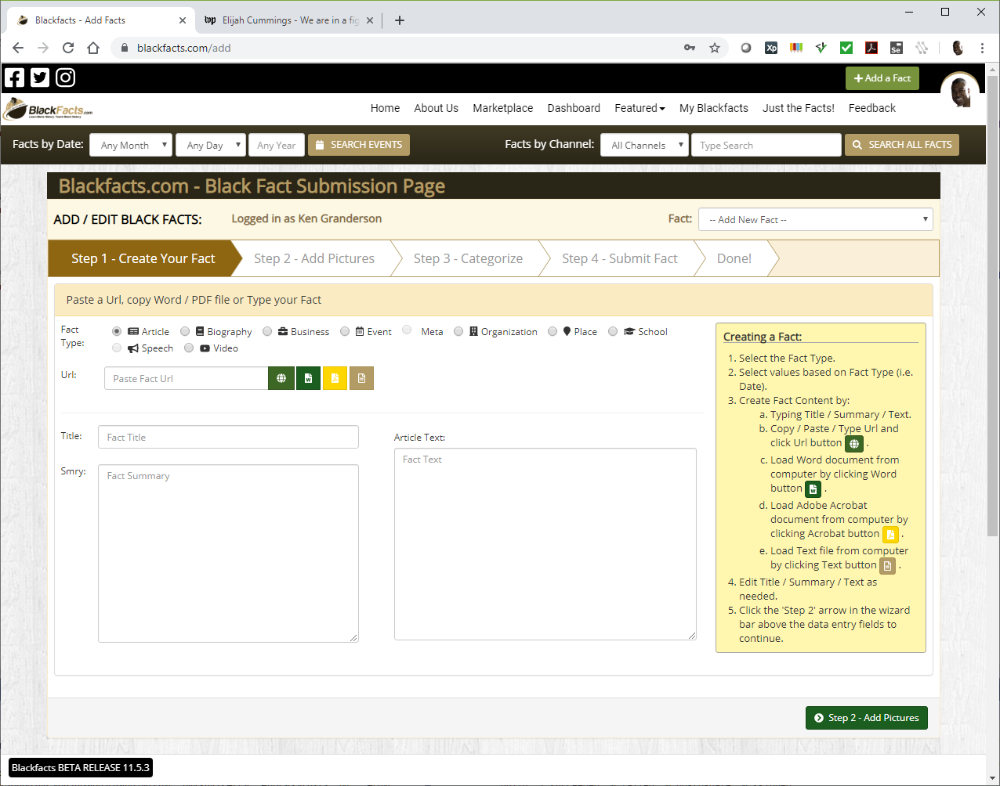 Blackfacts - Add Facts
Elijah Cummings - We are in a fig
blackfacts.com/add
Xp
Se
Add a Fact
BlackFacts.com
Home About Us Marketplace Dashboard Featured My Blackfacts Just the Facts! Feedback
Facts by Date: Any Month Any Day Any Year SEARCH EVENTS Facts by Channel: All Channels Type Search SEARCH ALL FACTS
Blackfacts.com - Black Fact Submission Page
ADD / EDIT BLACK FACTS: Logged in as Ken Granderson Fact: -- Add New Fact --
Step 1 - Create Your Fact Step 2 - Add Pictures Step 3 - Categorize Step 4 - Submit Fact Done!
Paste a Url, copy Word / PDF file or Type your Fact
Fact Type: Article Biography Business Event Meta Organization Place School
Speech Video
Url: Paste Fact Url
Title: Fact Title
Smry: Fact Summary
Article Text:
Fact Text
Creating a Fact:
1. Select the Fact Type.
2. Select values based on Fact Type (i.e.
Date).
3. Create Fact Content by:
a. Typing Title / Summary / Text.
b. Copy / Paste / Type Url and
click Url button .
c. Load Word document from
computer by clicking Word
button .
d. Load Adobe Acrobat
document from computer by
clicking Acrobat button .
e. Load Text file from computer
by clicking Text button .
4. Edit Title / Summary / Text as
needed.
5. Click the 'Step 2' arrow in the wizard
bar above the data entry fields to
continue.
Step 2 - Add Pictures
Blackfacts BETA RELEASE 11.5.3